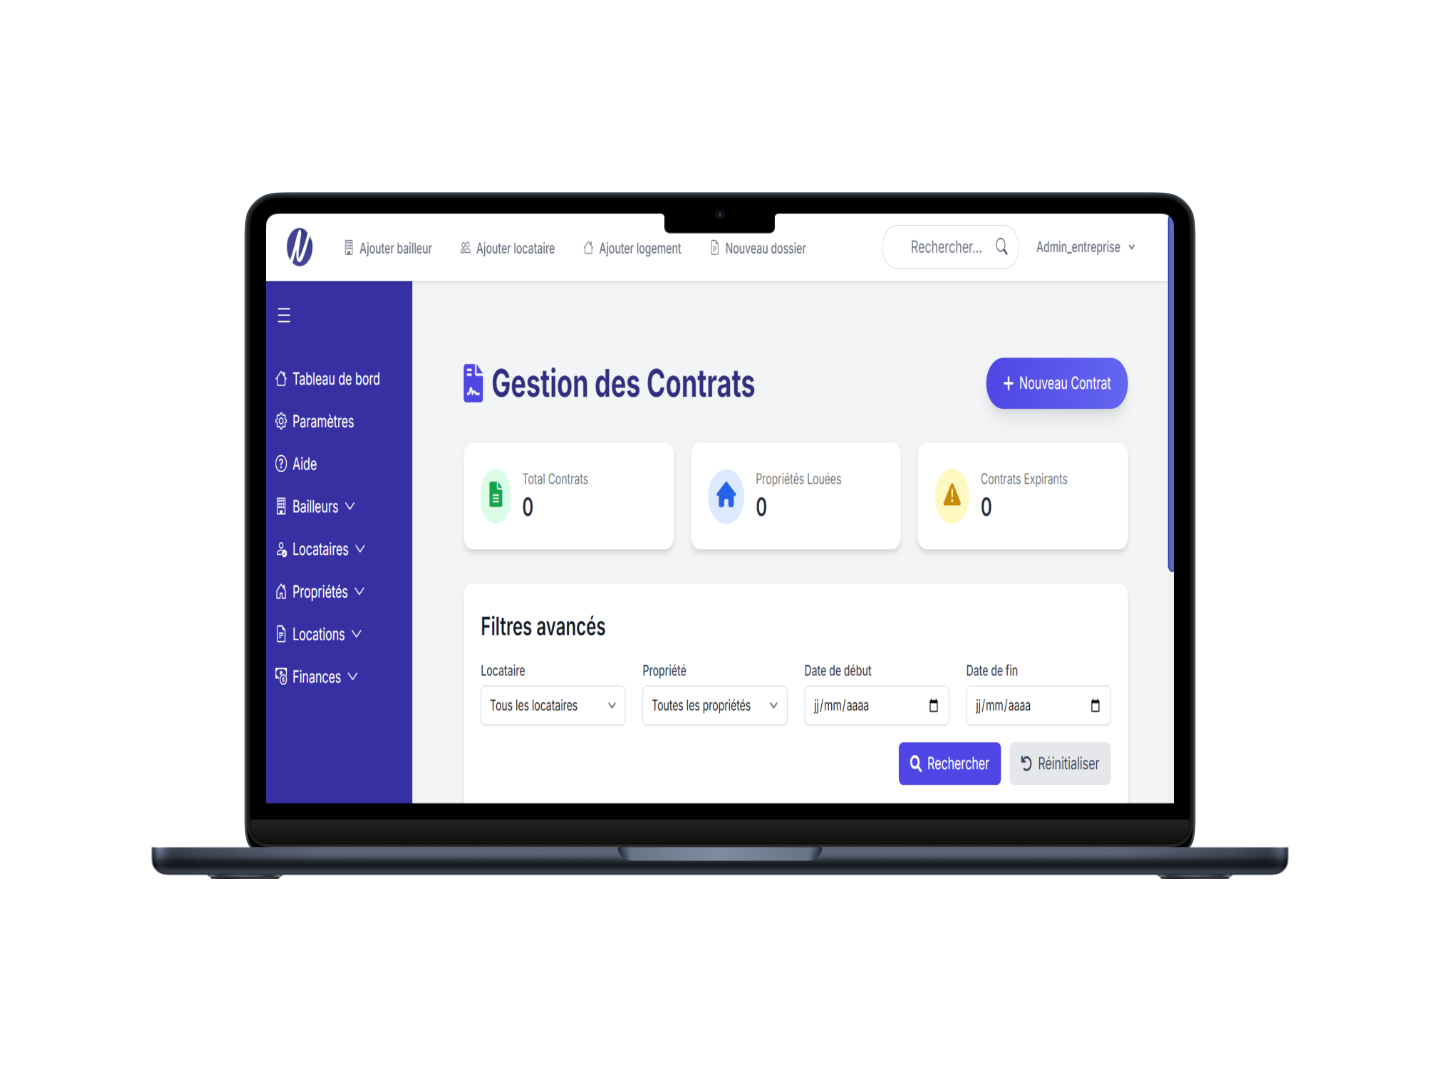 Ajouter bailleur
Ajouter locataire
Ajouter logement
Nouveau dossier
Rechercher...
Admin_entreprise
Tableau de bord
Paramètres
Aide
Bailleurs
Locataires
Propriétés
Locations
Finances
Gestion des Contrats
+ Nouveau Contrat
Total Contrats
0
Propriétés Louées
0
Contrats Expirants
0
Filtres avancés
Locataire
Propriété
Date de début
Date de fin
Tous les locataires
Toutes les propriétés
jj/mm/aaaa
jj/mm/aaaa
Rechercher
Réinitialiser